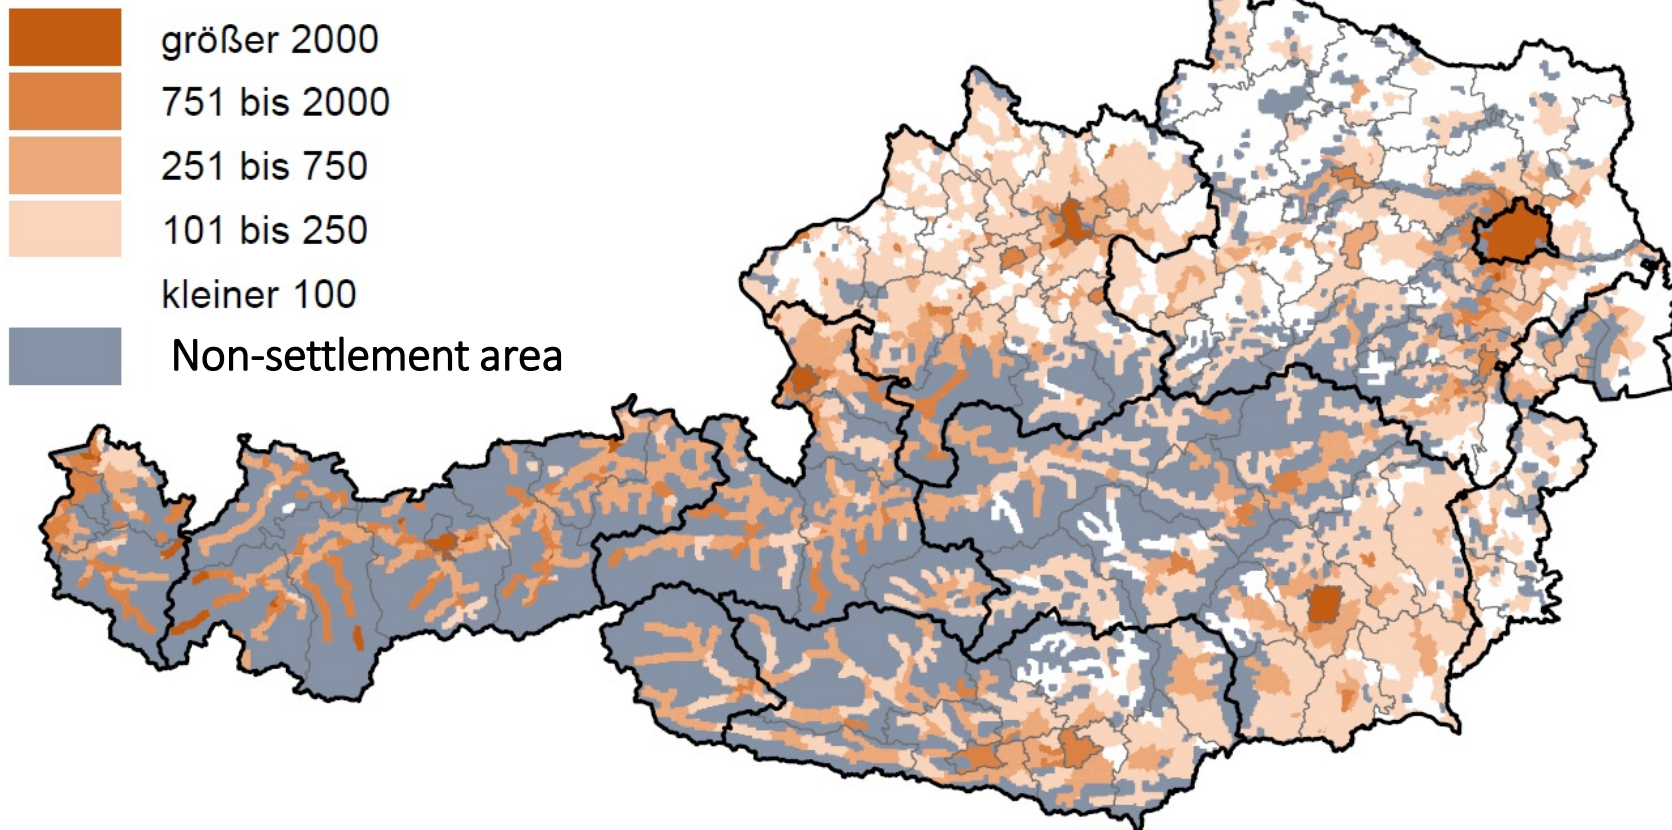 größer 2000
751 bis 2000
251 bis 750
101 bis 250
kleiner 100
Non-settlement area